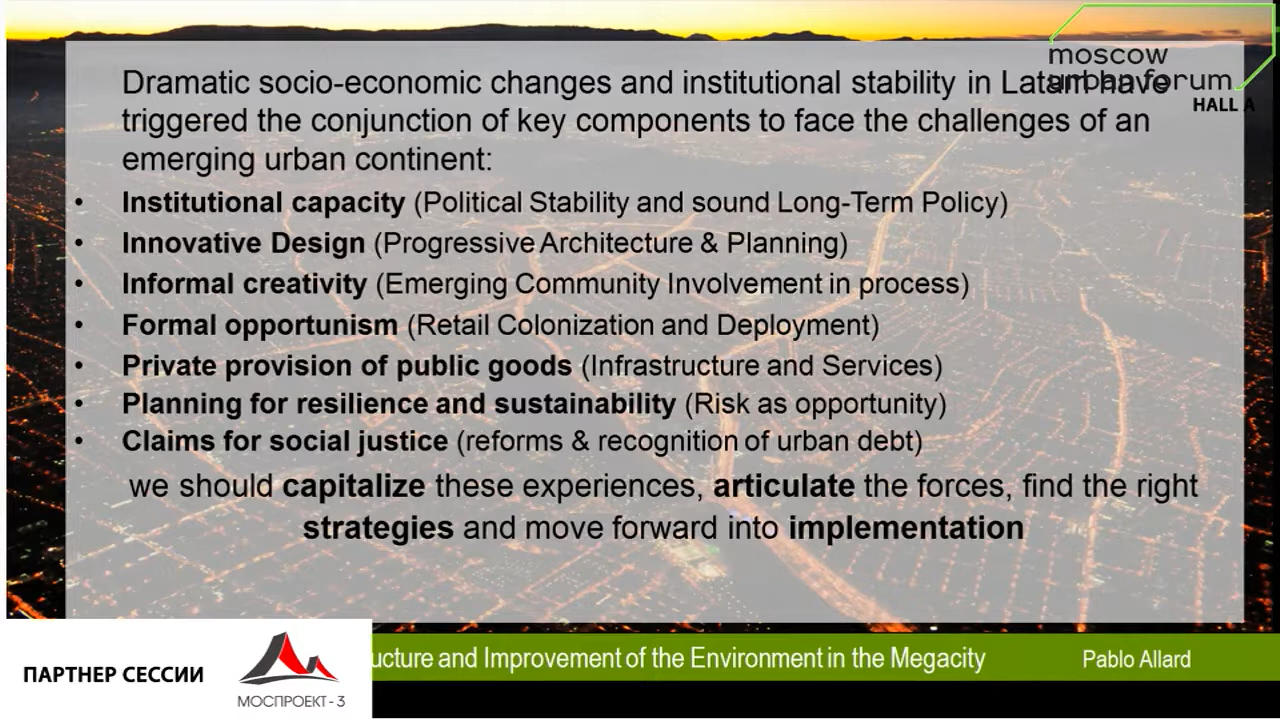 moscow
urban forum
HALL A
Dramatic socio-economic changes and institutional stability in Latam have
triggered the conjunction of key components to face the challenges of an
emerging urban continent:
• Institutional capacity (Political Stability and sound Long-Term Policy)
• Innovative Design (Progressive Architecture & Planning)
• Informal creativity (Emerging Community Involvement in process)
• Formal opportunism (Retail Colonization and Deployment)
• Private provision of public goods (Infrastructure and Services)
• Planning for resilience and sustainability (Risk as opportunity)
• Claims for social justice (reforms & recognition of urban debt)
we should capitalize these experiences, articulate the forces, find the right
strategies and move forward into implementation
ucture and Improvement of the Environment in the Megacity
Pablo Allard
ПАРТНЕР СЕССИИ
МОСПРОЕКТ-3